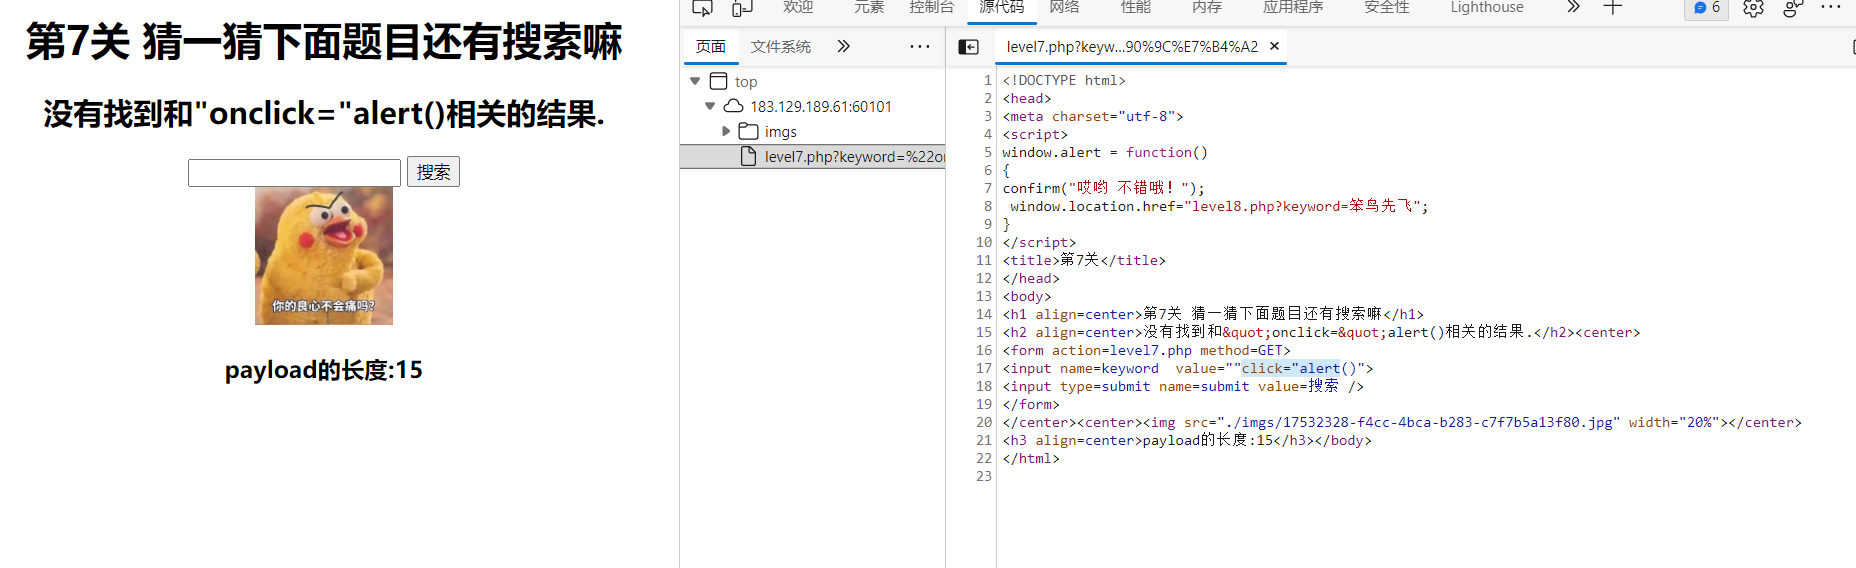 第7关 猜一猜下面题目还有搜索嘛
没有找到和"onclick="alert()相关的结果.
搜索
你的良心不会痛吗?
payload的长度:15
欢迎 元素 控制台 源代码 网络 性能 内存 应用程序 安全性 Lighthouse 6
页面 文件系统
top
183.129.189.61:60101
imgs
level7.php?keyword=%22o
level7.php?keyw...90%9C%E7%B4%A2
1 <!DOCTYPE html>
2 <head>
3 <meta charset="utf-8">
4 <script>
5 window.alert = function()
6 {
7 confirm("哎哟 不错哦! ");
8 window.location.href="level8.php?keyword=笨鸟先飞";
9 }
10 </script>
11 <title>第7关</title>
12 </head>
13 <body>
14 <h1 align=center>第7关 猜一猜下面题目还有搜索嘛</h1>
15 <h2 align=center>没有找到和&quot;onclick=&quot;alert()相关的结果.</h2><center>
16 <form action=level7.php method=GET>
17 <input name=keyword  value=""click="alert()">
18 <input type=submit name=submit value=搜索 />
19 </form>
20 </center><center><img src="./imgs/17532328-f4cc-4bca-b283-c7f7b5a13f80.jpg" width="20%"></center>
21 <h3 align=center>payload的长度:15</h3></body>
22 </html>
23